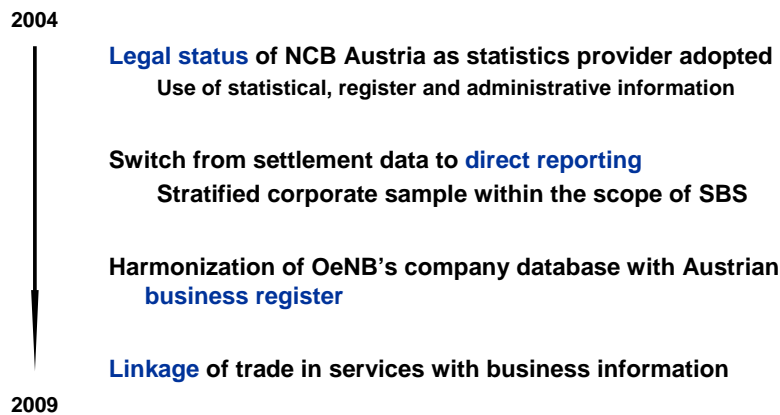 2004
Legal status of NCB Austria as statistics provider adopted
Use of statistical, register and administrative information
Switch from settlement data to direct reporting
Stratified corporate sample within the scope of SBS
Harmonization of OeNB's company database with Austrian
business register
Linkage of trade in services with business information
2009